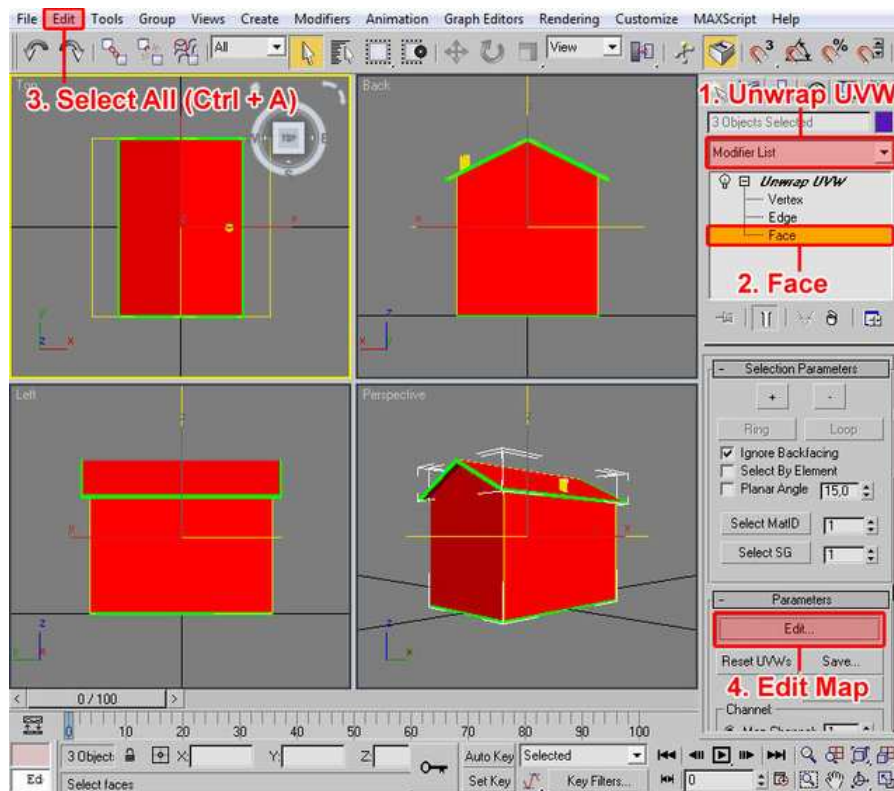 File Edit Tools Group Views Create Modifiers Animation Graph Editors Rendering Customize MAXScript Help
All
View
Top
3. Select All (Ctrl + A)
TOP
Back
1. Unwrap UVW
3 Objects Selected
Modifier List
Unwrap UVW
Vertex
Edge
Face
2. Face
Left
Perspective
Selection Parameters
+ -
Ring Loop
Ignore Backfacing
Select By Element
Planar Angle 15,0
Select MatID 1
Select SG 1
Parameters
Edit...
Reset UVWs Save...
4. Edit Map
Channel
0 / 100
0 10 20 30 40 50 60 70 80 90 100
3 Object: X: Y: Z: Auto Key Selected
Ed Select faces Set Key Key Filters... 0